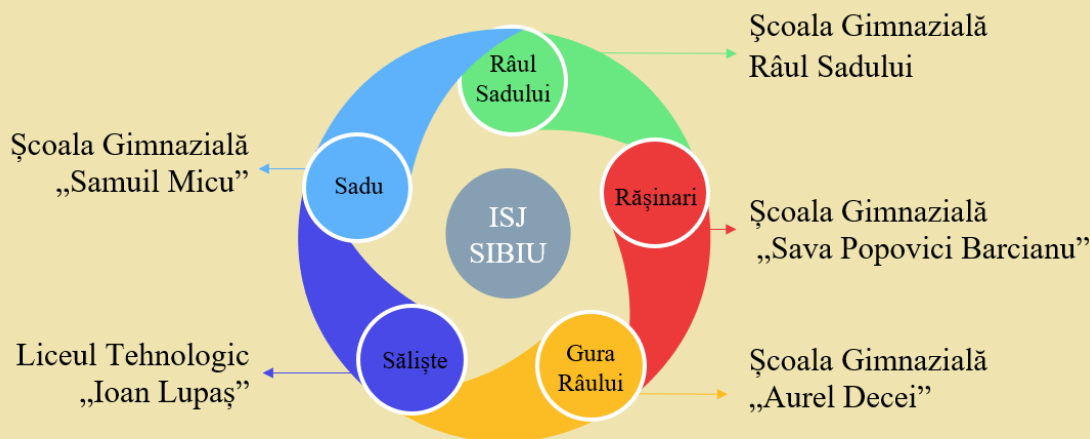 Școala Gimnazială
Râul Sadului
Râul
Sadului
Școala Gimnazială
„Samuil Micu”
Sadu
Rășinari
ISJ
SIBIU
Școala Gimnazială
„Sava Popovici Barcianu”
Liceul Tehnologic
„Ioan Lupaș”
Săliște
Gura
Râului
Școala Gimnazială
„Aurel Decei”